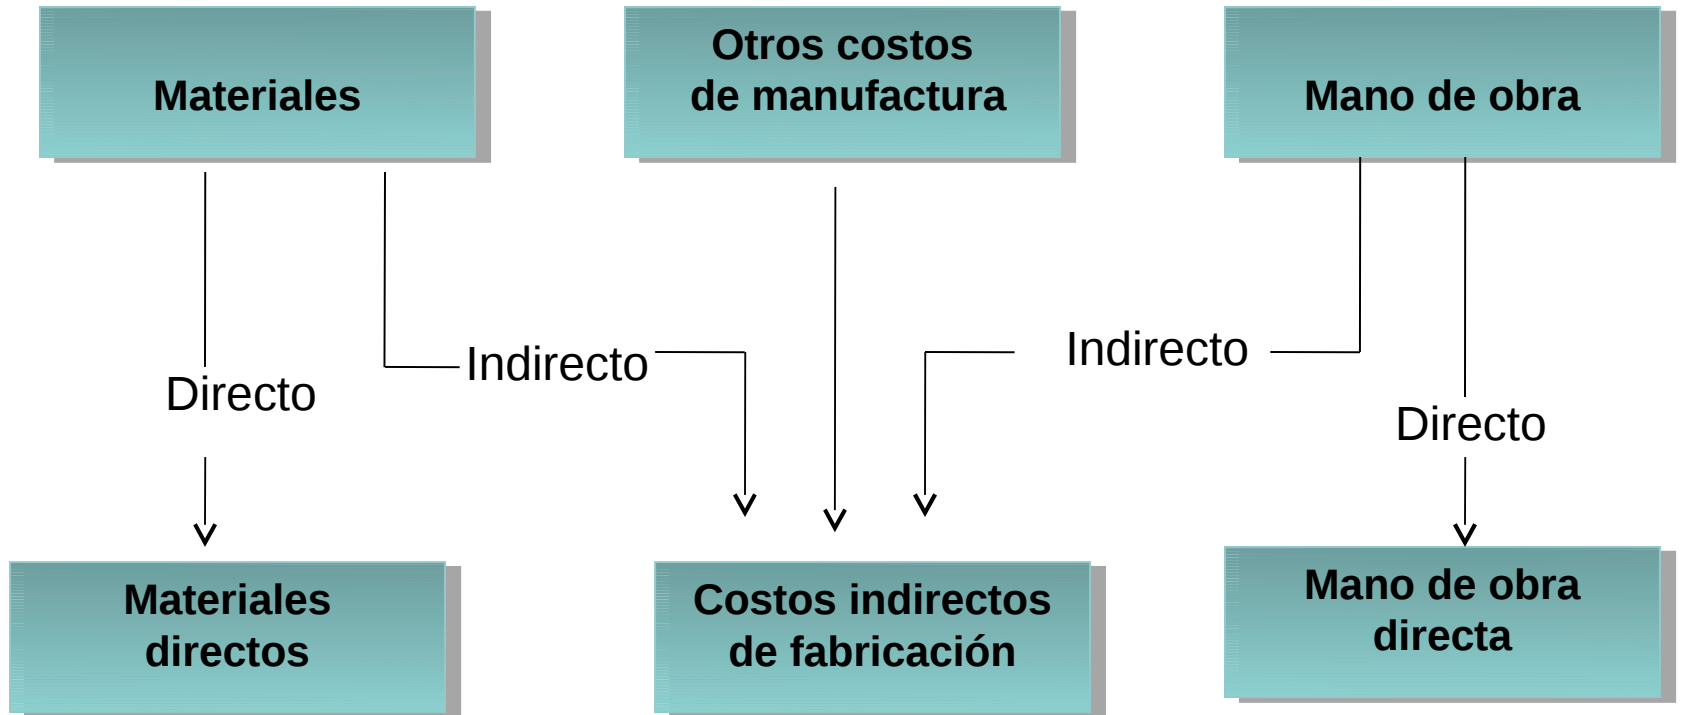 Materiales
Otros costos
de manufactura
Mano de obra
Directo
Indirecto
Indirecto
Directo
Materiales
directos
Costos indirectos
de fabricación
Mano de obra
directa